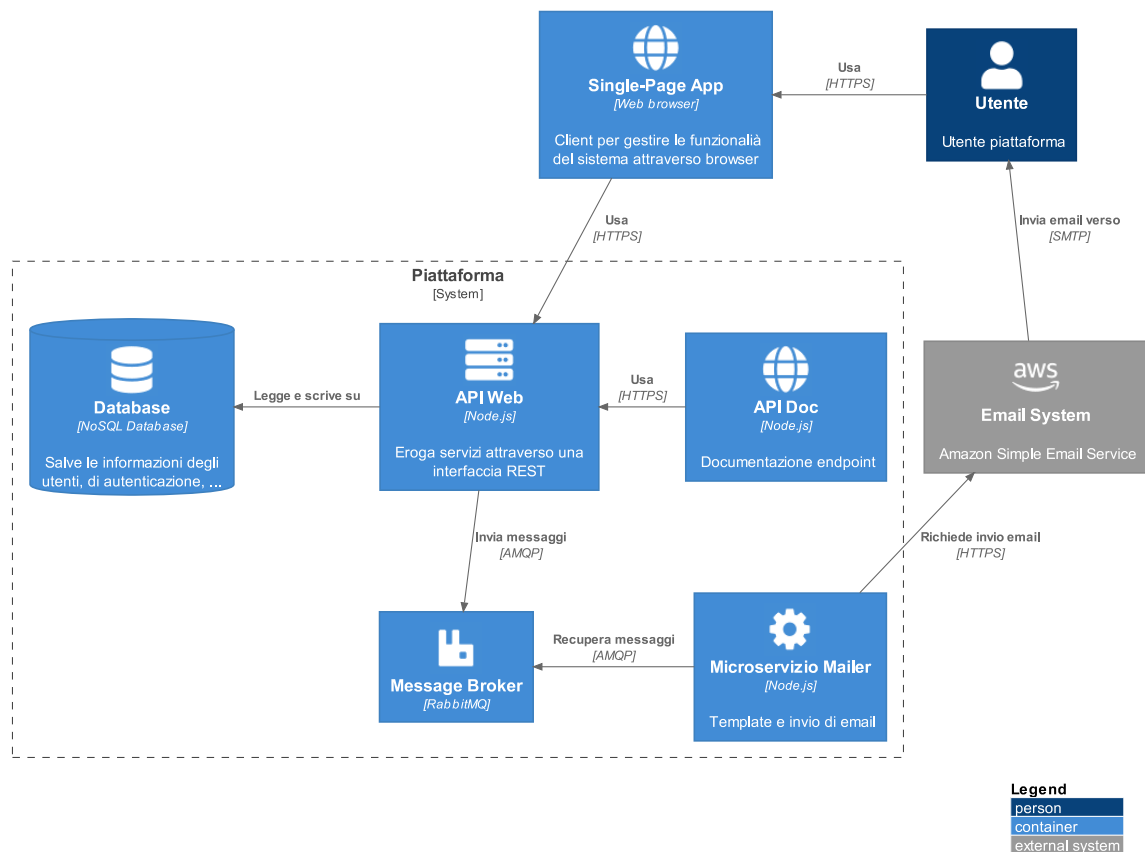 Single-Page App
[Web browser]
Client per gestire le funzionalià
del sistema attraverso browser
Usa
[HTTPS]
Utente
Utente piattaforma
Usa
[HTTPS]
Invia email verso
[SMTP]
Piattaforma
[System]
Database
[NoSQL Database]
Salve le informazioni degli
utenti, di autenticazione, ...
Legge e scrive su
API Web
[Node.js]
Eroga servizi attraverso una
interfaccia REST
Usa
[HTTPS]
API Doc
[Node.js]
Documentazione endpoint
aws
Email System
Amazon Simple Email Service
Invia messaggi
[AMQP]
Richiede invio email
[HTTPS]
Message Broker
[RabbitMQ]
Recupera messaggi
[AMQP]
Microservizio Mailer
[Node.js]
Template e invio di email
Legend
person
container
external system